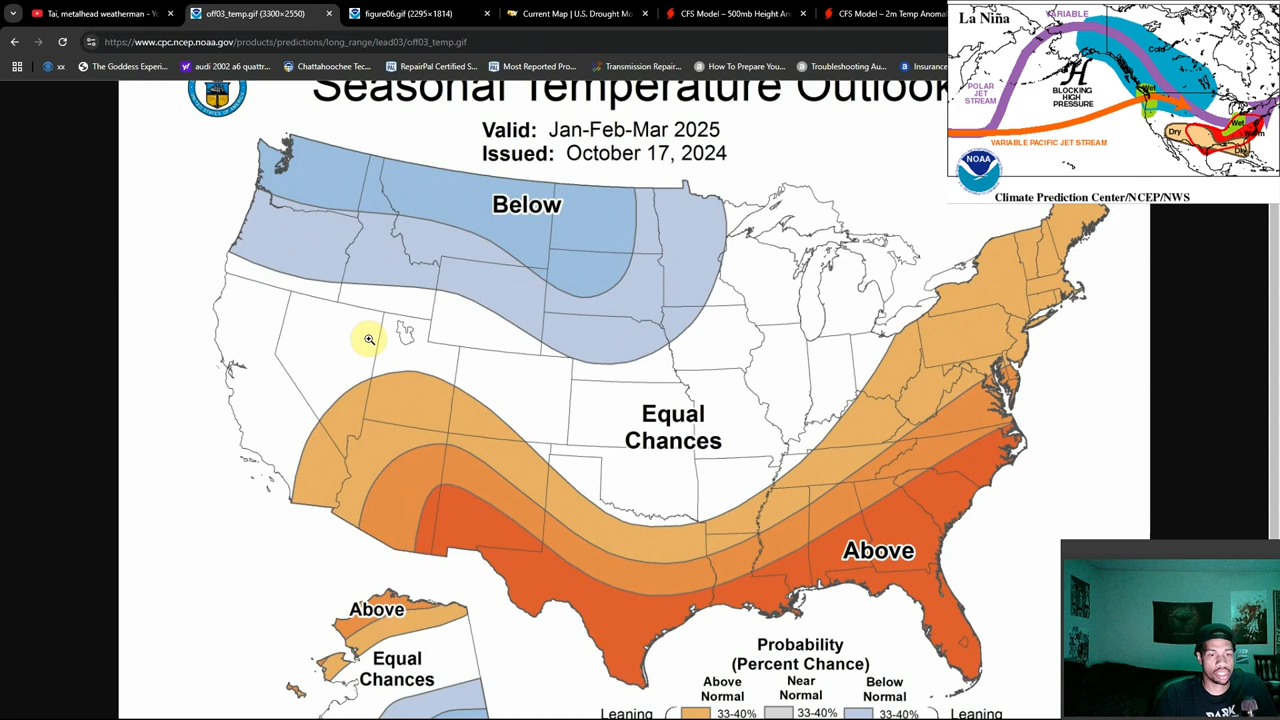 Tai, metalhead weatherman - Y
off03_temp.gif (3300×2550)
figure06.gif (2295×1814)
Current Map | U.S. Drought Mo
CFS Model – 500mb Height An
CFS Model – 2m Temp Anomal
https://www.cpc.ncep.noaa.gov/products/predictions/long_range/lead03/off03_temp.gif
xx
The Goddess Experi...
audi 2002 a6 quattr...
Chattahoochee Tec...
RepairPal Certified S...
Most Reported Pro...
Transmission Repair...
How To Prepare You...
Troubleshooting Au...
Insurance
La Niña
VARIABLE
Cold
POLAR
JET
STREAM
H
BLOCKING
HIGH
PRESSURE
Wet
Dry
Wet
Warm
Dry
VARIABLE PACIFIC JET STREAM
NOAA
Climate Prediction Center/NCEP/NWS
Seasonal Temperature Outlook
Valid: Jan-Feb-Mar 2025
Issued: October 17, 2024
Below
Equal
Chances
Above
Above
Equal
Chances
Probability
(Percent Chance)
Above
Normal
Near
Normal
Below
Normal
Leaning
33-40%
33-40%
33-40%
Leaning